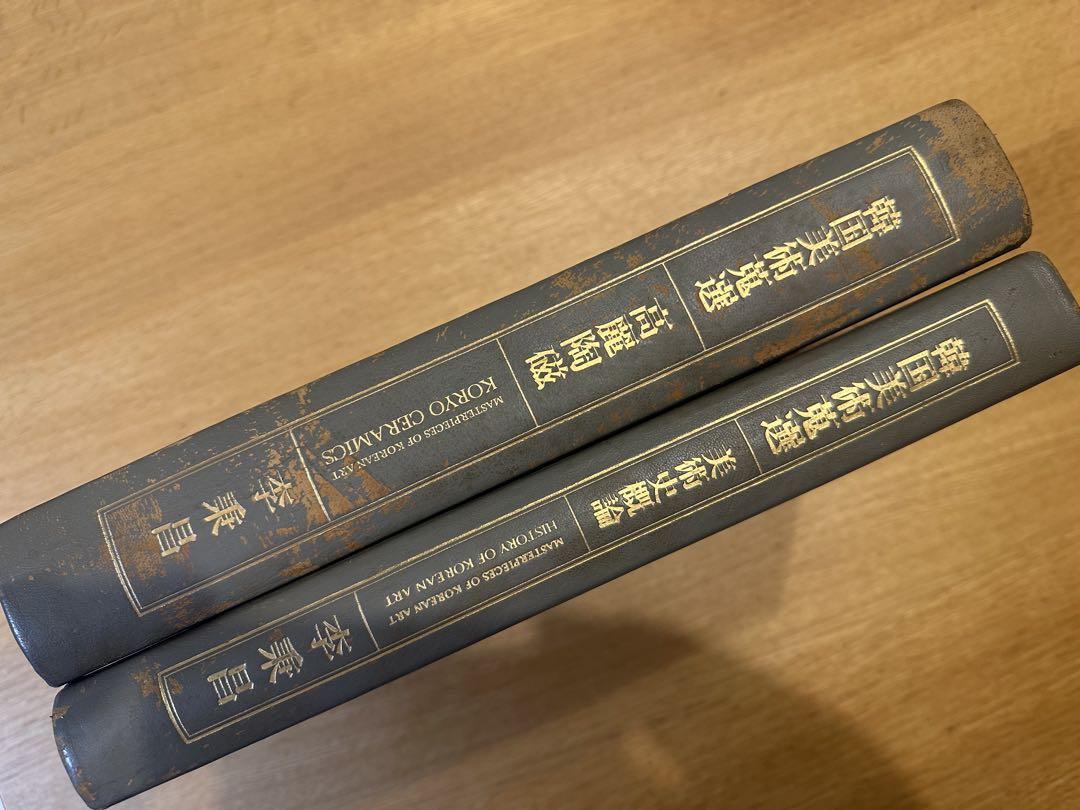 韓国美術蒐選
高麗陶磁
MASTERPIECES OF KOREAN ART
KORYO CERAMICS
李秉昌
韓国美術蒐選
美術史概論
MASTERPIECES OF KOREAN ART
HISTORY OF KOREAN ART
李秉昌